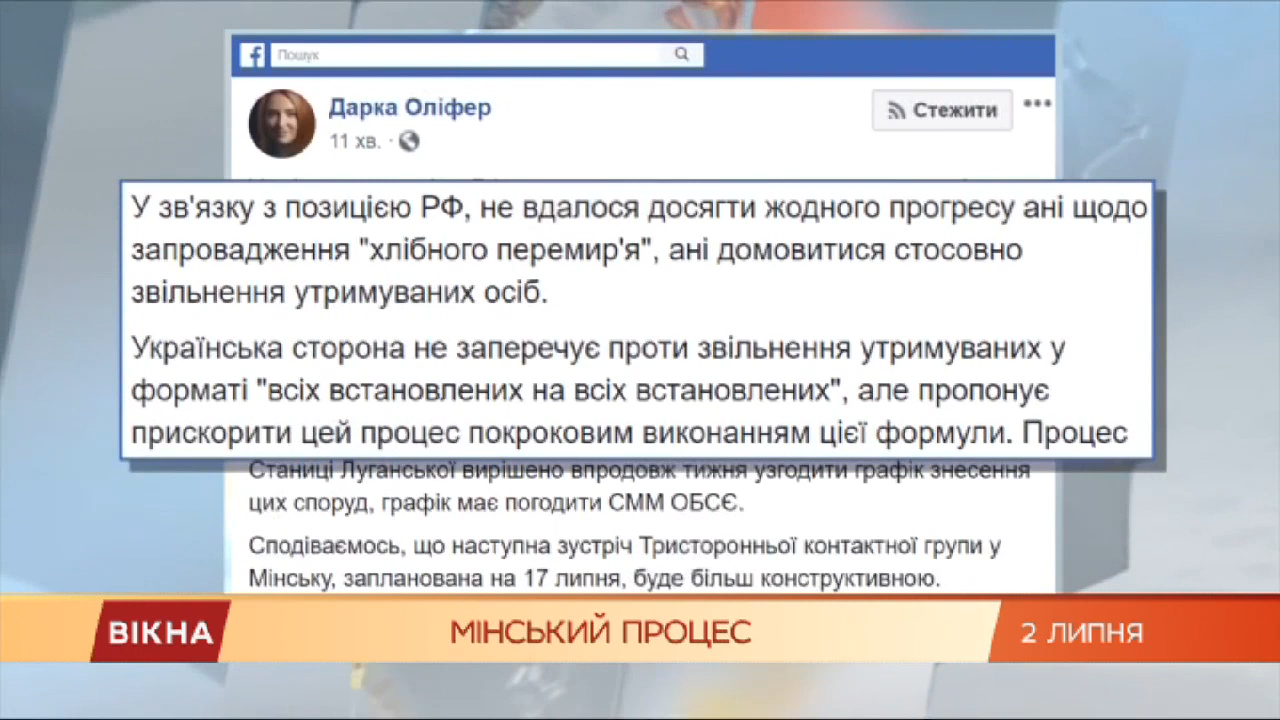 Пошук
Дарка Оліфер
11 хв.
Стежити
У зв'язку з позицією РФ, не вдалося досягти жодного прогресу ані щодо
запровадження "хлібного перемир'я", ані домовитися стосовно
звільнення утримуваних осіб.
Українська сторона не заперечує проти звільнення утримуваних у
форматі "всіх встановлених на всіх встановлених", але пропонує
прискорити цей процес покроковим виконанням цієї формули. Процес
Станиці Луганської вирішено впродовж тижня узгодити графік знесення
цих споруд, графік має погодити СММ ОБСЄ.
Сподіваємось, що наступна зустріч Тристоронньої контактної групи у
Мінську, запланована на 17 липня, буде більш конструктивною.
ВІКНА
МІНСЬКИЙ ПРОЦЕС
2 ЛИПНЯ